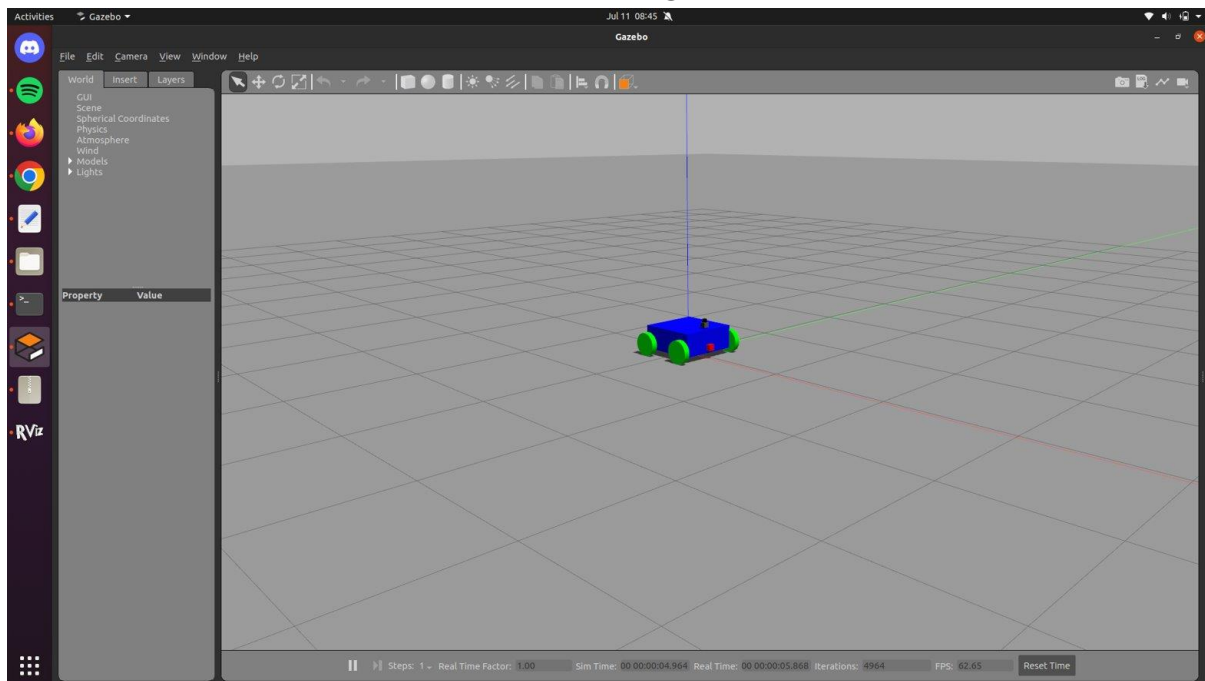 Activities Gazebo Jul 11 08:45
Gazebo
File Edit Camera View Window Help
World Insert Layers
GUI
Scene
Spherical Coordinates
Physics
Atmosphere
Wind
Models
Lights
Property Value
RViz
Steps: 1 Real Time Factor: 1.00 Sim Time: 00 00:00:04.964 Real Time: 00 00:00:05.868 Iterations: 4964 FPS: 62.65 Reset Time